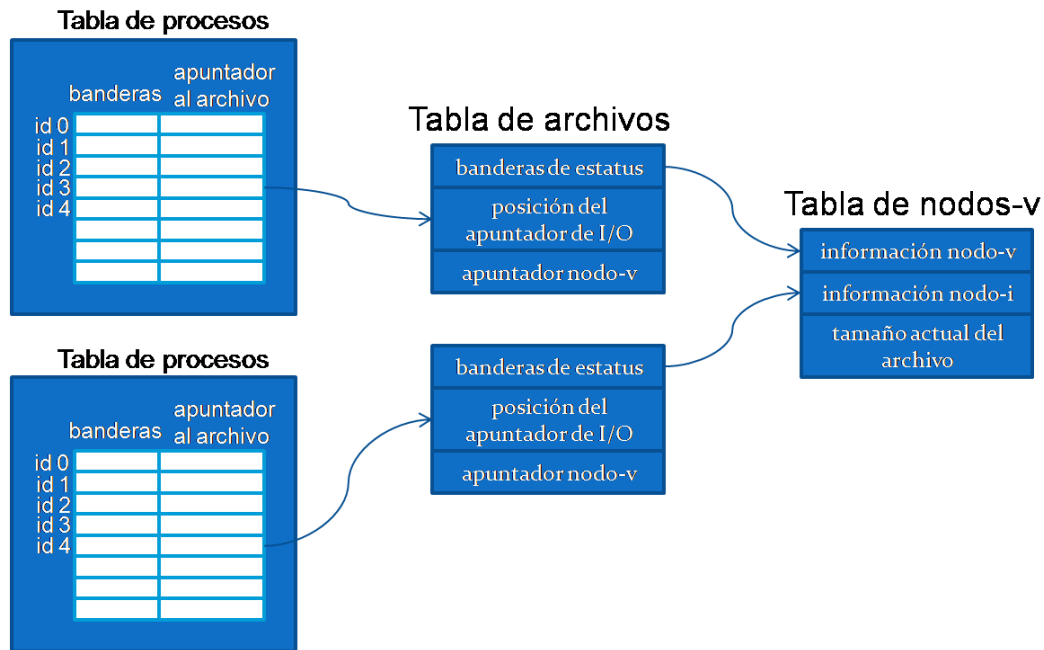 Tabla de procesos
banderas
apuntador
al archivo
id 0
id 1
id 2
id 3
id 4
Tabla de archivos
banderas de estatus
posición del
apuntador de I/O
apuntador nodo-v
Tabla de nodos-v
información nodo-v
información nodo-i
tamaño actual del
archivo
Tabla de procesos
banderas
apuntador
al archivo
id 0
id 1
id 2
id 3
id 4
banderas de estatus
posición del
apuntador de I/O
apuntador nodo-v